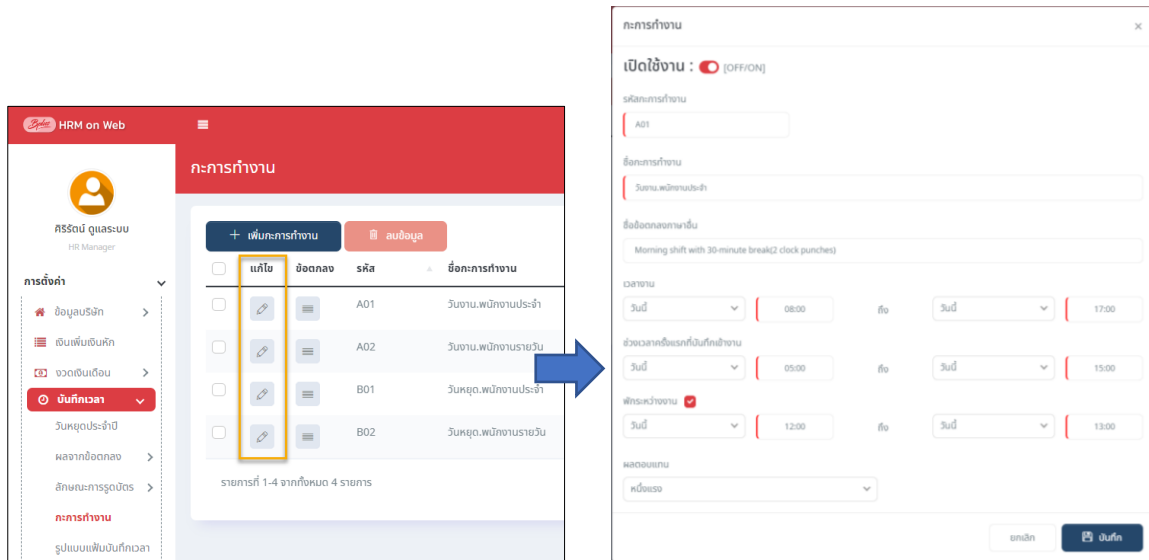 Bplus HRM on Web
ศิริรัตน์ ดูแลระบบ
HR Manager
การตั้งค่า
ข้อมูลบริษัท
เงินเพิ่มเงินหัก
งวดเงินเดือน
บันทึกเวลา
วันหยุดประจำปี
ผลจากข้อตกลง
ลักษณะการรูดบัตร
กะการทำงาน
รูปแบบแฟ้มบันทึกเวลา
กะการทำงาน
+ เพิ่มกะการทำงาน ลบข้อมูล
แก้ไข ข้อตกลง รหัส ชื่อกะการทำงาน
A01 วันงาน.พนักงานประจำ
A02 วันงาน.พนักงานรายวัน
B01 วันหยุด.พนักงานประจำ
B02 วันหยุด.พนักงานรายวัน
รายการที่ 1-4 จากทั้งหมด 4 รายการ
กะการทำงาน ×
เปิดใช้งาน : [OFF/ON]
รหัสกะการทำงาน
A01
ชื่อกะการทำงาน
วันงาน.พนักงานประจำ
ชื่อข้อตกลงภาษาอื่น
Morning shift with 30-minute break(2 clock punches)
เวลางาน
วันนี้ 08:00 ถึง วันนี้ 17:00
ช่วงเวลาครั้งแรกที่บันทึกเข้างาน
วันนี้ 05:00 ถึง วันนี้ 15:00
พักระหว่างงาน
วันนี้ 12:00 ถึง วันนี้ 13:00
ผลตอบแทน
หนึ่งแรง
ยกเลิก บันทึก